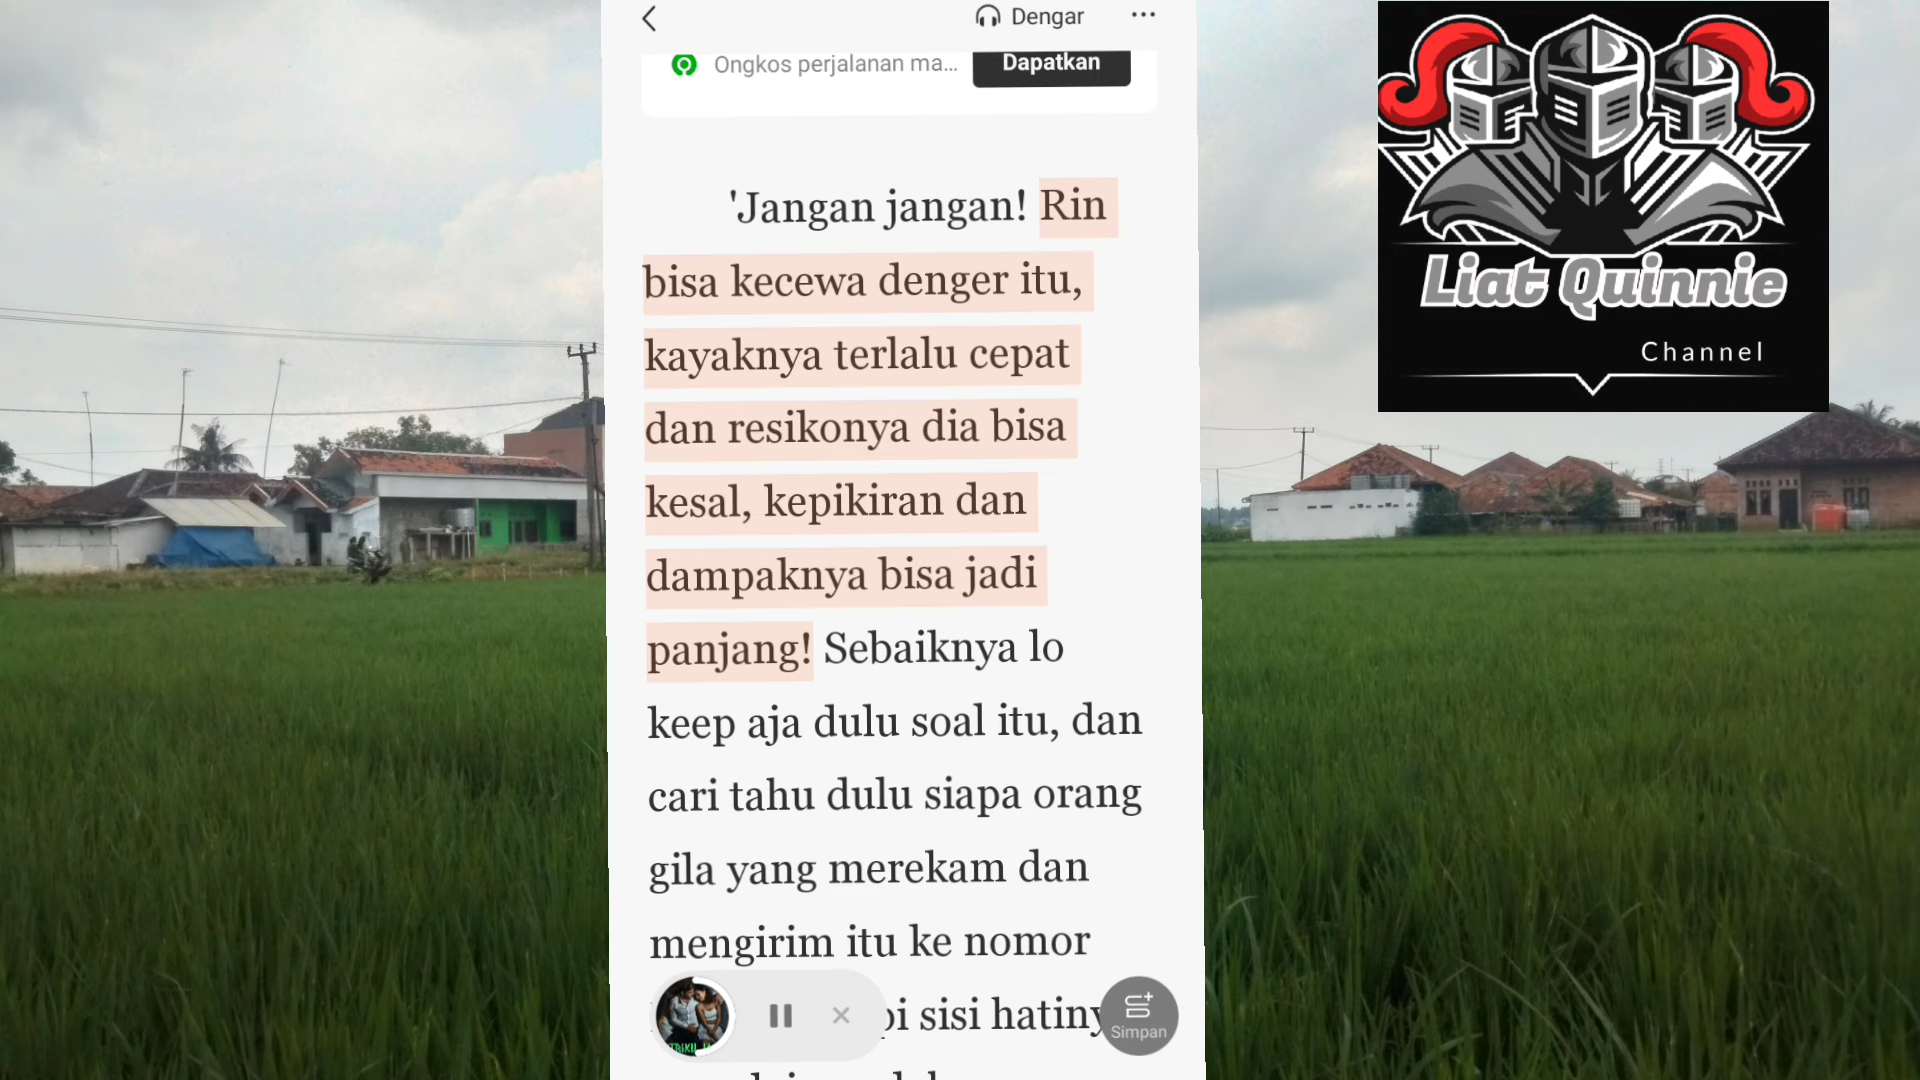 Dengar
Ongkos perjalanan ma...
Dapatkan
'Jangan jangan! Rin
bisa kecewa denger itu,
kayaknya terlalu cepat
dan resikonya dia bisa
kesal, kepikiran dan
dampaknya bisa jadi
panjang! Sebaiknya lo
keep aja dulu soal itu, dan
cari tahu dulu siapa orang
gila yang merekam dan
mengirim itu ke nomor
sisi
Simpan
Liat Quinnie
Channel